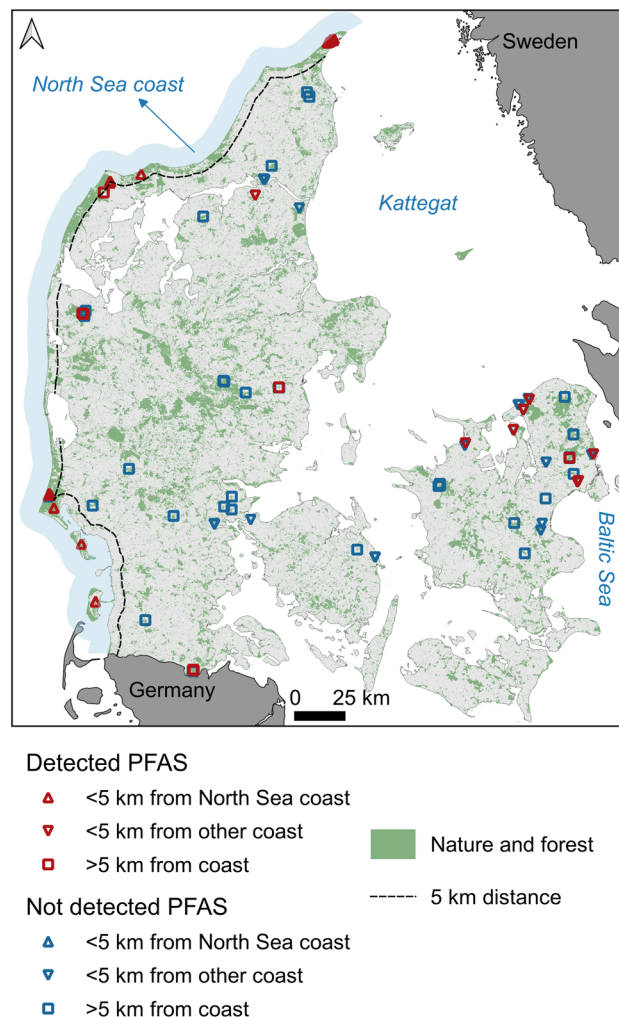 Sweden
North Sea coast
Kattegat
Baltic Sea
Germany
0 25 km
Detected PFAS
<5 km from North Sea coast
<5 km from other coast
>5 km from coast
Nature and forest
5 km distance
Not detected PFAS
<5 km from North Sea coast
<5 km from other coast
>5 km from coast